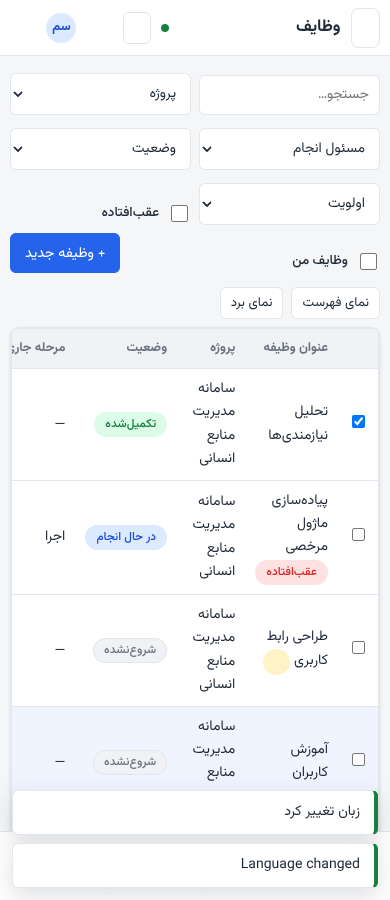 وظایف
سم
جستجو...
پروژه
مسئول انجام
وضعیت
اولویت
عقب‌افتاده
وظایف من
+ وظیفه جدید
نمای فهرست
نمای برد
عنوان وظیفه
پروژه
وضعیت
مرحله جاری
تحلیل
نیازمندی‌ها
سامانه
مدیریت
منابع
انسانی
تکمیل‌شده
—
پیاده‌سازی
ماژول
مرخصی
عقب‌افتاده
سامانه
مدیریت
منابع
انسانی
در حال انجام
اجرا
طراحی رابط
کاربری
سامانه
مدیریت
منابع
انسانی
شروع‌نشده
—
آموزش
کاربران
سامانه
مدیریت
منابع
شروع‌نشده
—
زبان تغییر کرد
Language changed